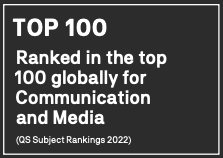 TOP 100
Ranked in the top
100 globally for
Communication
and Media
(QS Subject Rankings 2022)